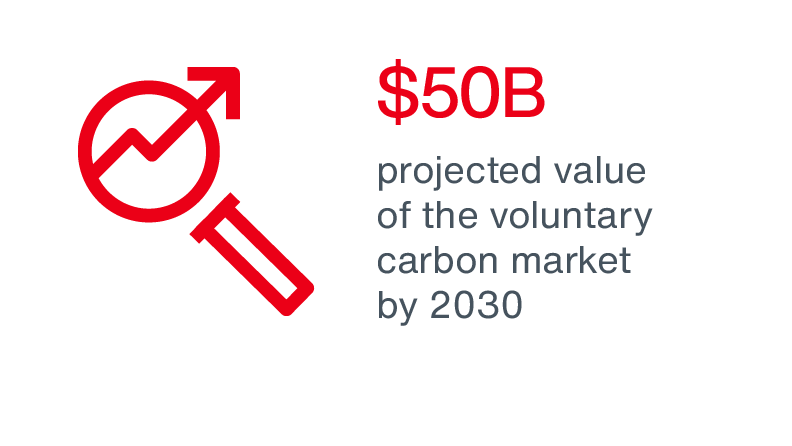 $50B
projected value
of the voluntary
carbon market
by 2030